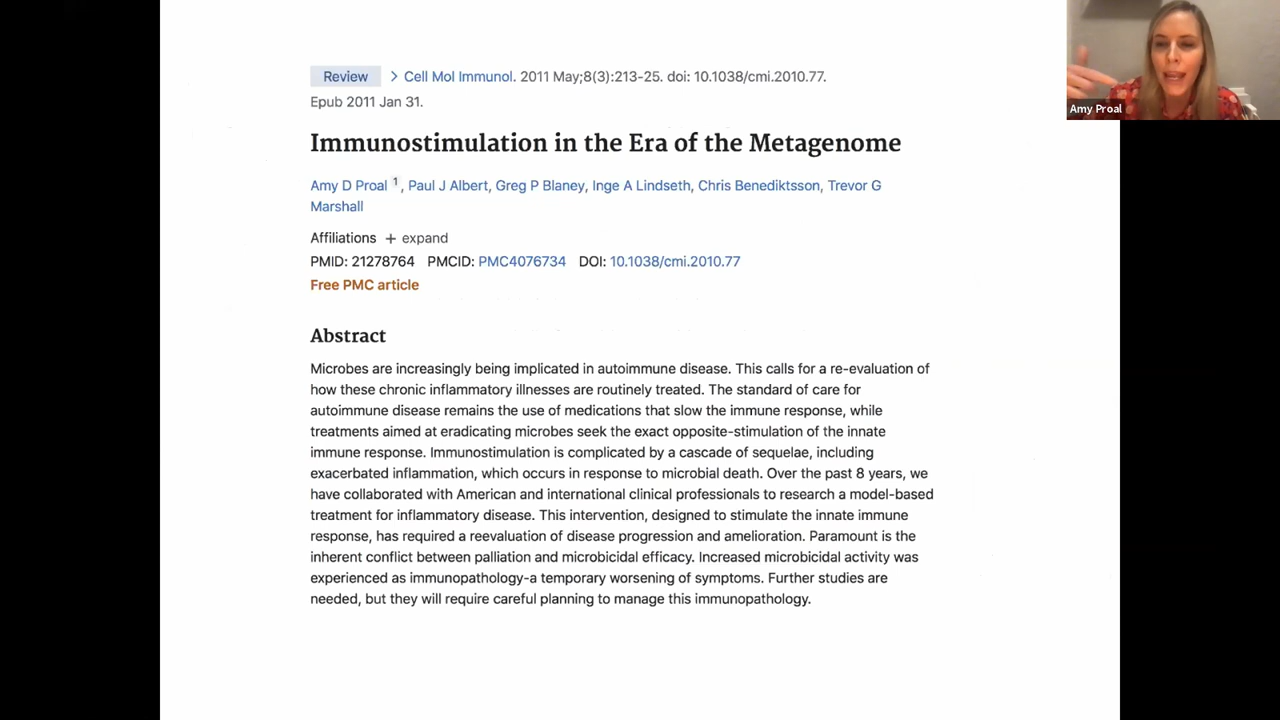 Review > Cell Mol Immunol. 2011 May;8(3):213-25. doi: 10.1038/cmi.2010.77.
Epub 2011 Jan 31.
Immunostimulation in the Era of the Metagenome
Amy D Proal 1, Paul J Albert, Greg P Blaney, Inge A Lindseth, Chris Benediktsson, Trevor G
Marshall
Affiliations + expand
PMID: 21278764 PMCID: PMC4076734 DOI: 10.1038/cmi.2010.77
Free PMC article
Abstract
Microbes are increasingly being implicated in autoimmune disease. This calls for a re-evaluation of
how these chronic inflammatory illnesses are routinely treated. The standard of care for
autoimmune disease remains the use of medications that slow the immune response, while
treatments aimed at eradicating microbes seek the exact opposite-stimulation of the innate
immune response. Immunostimulation is complicated by a cascade of sequelae, including
exacerbated inflammation, which occurs in response to microbial death. Over the past 8 years, we
have collaborated with American and international clinical professionals to research a model-based
treatment for inflammatory disease. This intervention, designed to stimulate the innate immune
response, has required a reevaluation of disease progression and amelioration. Paramount is the
inherent conflict between palliation and microbicidal efficacy. Increased microbicidal activity was
experienced as immunopathology-a temporary worsening of symptoms. Further studies are
needed, but they will require careful planning to manage this immunopathology.
Amy Proal